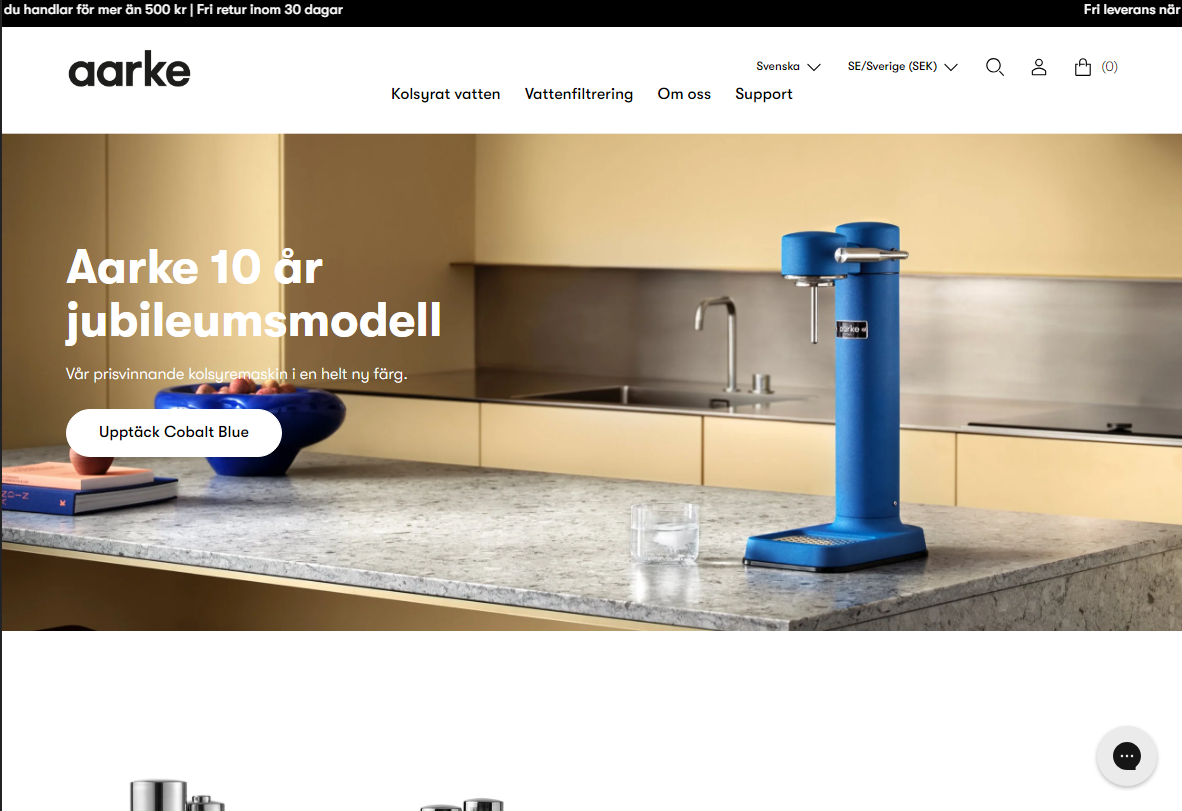 du handlar för mer än 500 kr | Fri retur inom 30 dagar
Fri leverans när
aarke
Svenska
SE/Sverige (SEK)
(0)
Kolsyrat vatten
Vattenfiltrering
Om oss
Support
Aarke 10 år
jubileumsmodell
Vår prisvinnande kolsyremaskin i en helt ny färg.
Upptäck Cobalt Blue
aarke